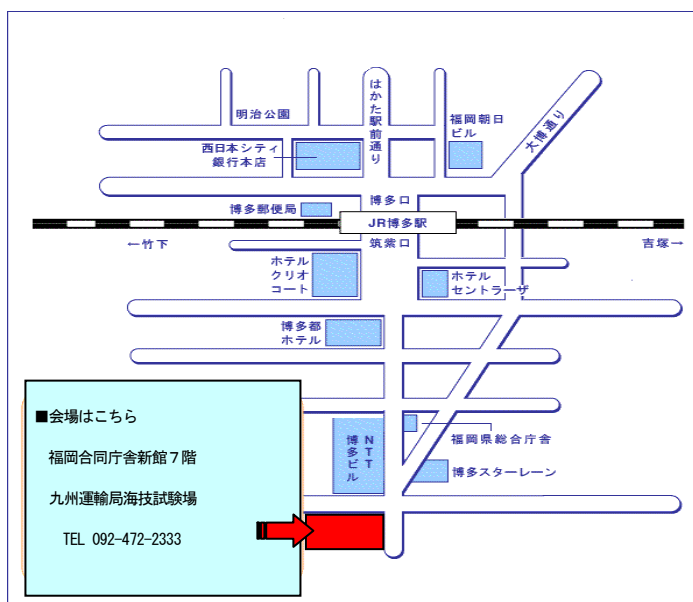 明治公園
はかた駅前通り
福岡朝日
ビル
大博通り
西日本シティ
銀行本店
博多口
博多郵便局
JR博多駅
←竹下
筑紫口
吉塚→
ホテル
クリオ
コート
ホテル
セントラーザ
博多都
ホテル
■会場はこちら
福岡合同庁舎新館7階
九州運輸局海技試験場
TEL 092-472-2333
NTT
博多ビル
福岡県総合庁舎
博多スターレーン